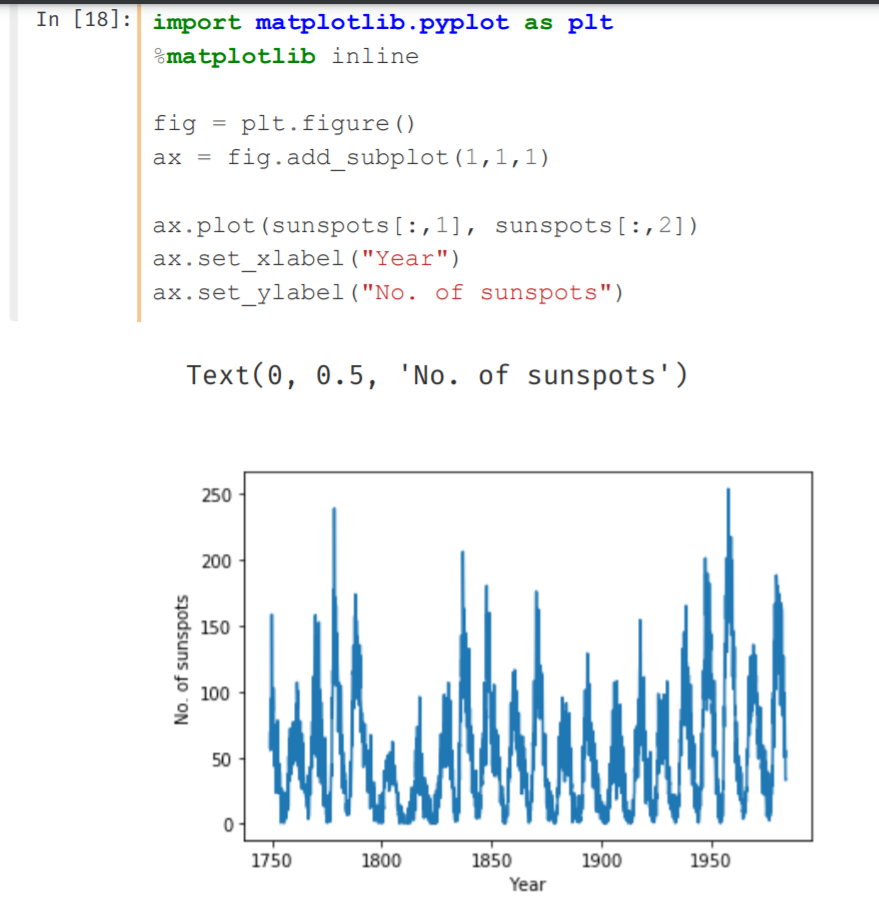 In [18]: import matplotlib.pyplot as plt
%matplotlib inline
fig = plt.figure()
ax = fig.add_subplot(1,1,1)
ax.plot(sunspots[:,1], sunspots[:,2])
ax.set_xlabel("Year")
ax.set_ylabel("No. of sunspots")
Text(0, 0.5, 'No. of sunspots')
250
200
150
100
50
0
No. of sunspots
1750 1800 1850 1900 1950
Year